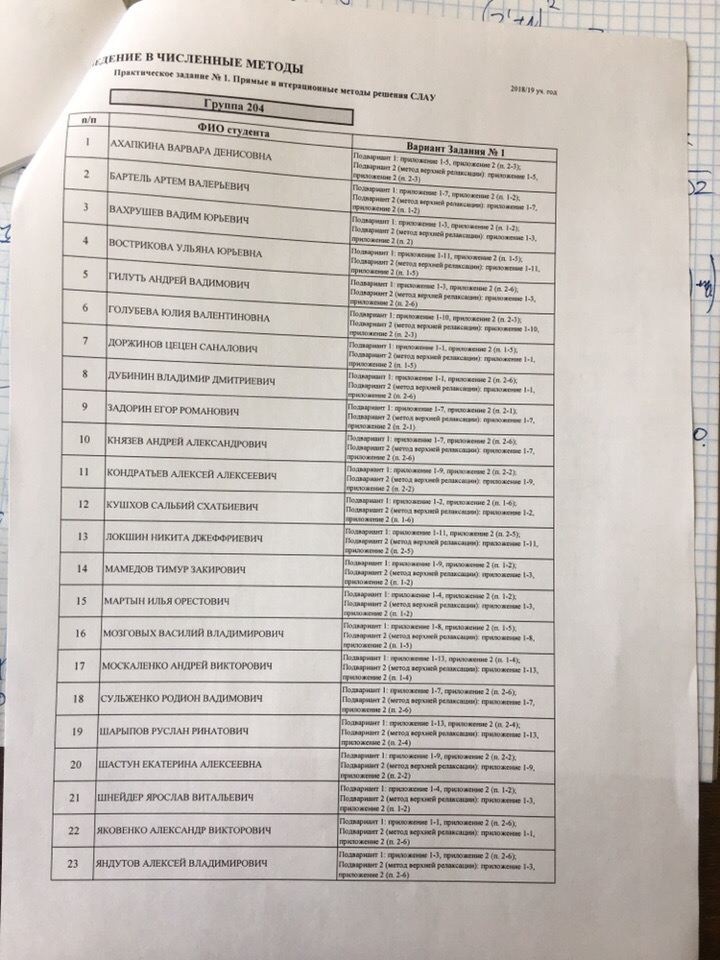 ВЕДЕНИЕ В ЧИСЛЕННЫЕ МЕТОДЫ
2018/19 уч. год
Практическое задание № 1. Прямые и итерационные методы решения СЛАУ
Группа 204
п/п ФИО студента Вариант Задания № 1
1 АХАПКИНА ВАРВАРА ДЕНИСОВНА Подвариант 1: приложение 1-5, приложение 2 (п. 2-3);
Подвариант 2 (метод верхней релаксации): приложение 1-5,
приложение 2 (п. 2-3)
2 БАРТЕЛЬ АРТЕМ ВАЛЕРЬЕВИЧ Подвариант 1: приложение 1-7, приложение 2 (п. 1-2);
Подвариант 2 (метод верхней релаксации): приложение 1-7,
приложение 2 (п. 1-2)
3 ВАХРУШЕВ ВАДИМ ЮРЬЕВИЧ Подвариант 1: приложение 1-3, приложение 2 (п. 1-2);
Подвариант 2 (метод верхней релаксации): приложение 1-3,
приложение 2 (п. 2)
4 ВОСТРИКОВА УЛЬЯНА ЮРЬЕВНА Подвариант 1: приложение 1-11, приложение 2 (п. 1-5);
Подвариант 2 (метод верхней релаксации): приложение 1-11,
приложение 2 (п. 1-5)
5 ГИЛУТЬ АНДРЕЙ ВАДИМОВИЧ Подвариант 1: приложение 1-3, приложение 2 (п. 2-6);
Подвариант 2 (метод верхней релаксации): приложение 1-3,
приложение 2 (п. 2-6)
6 ГОЛУБЕВА ЮЛИЯ ВАЛЕНТИНОВНА Подвариант 1: приложение 1-10, приложение 2 (п. 2-3);
Подвариант 2 (метод верхней релаксации): приложение 1-10,
приложение 2 (п. 2-3)
7 ДОРЖИНОВ ЦЕЦЕН САНАЛОВИЧ Подвариант 1: приложение 1-1, приложение 2 (п. 1-5);
Подвариант 2 (метод верхней релаксации): приложение 1-1,
приложение 2 (п. 1-5)
8 ДУБИНИН ВЛАДИМИР ДМИТРИЕВИЧ Подвариант 1: приложение 1-1, приложение 2 (п. 2-6);
Подвариант 2 (метод верхней релаксации): приложение 1-1,
приложение 2 (п. 2-6)
9 ЗАДОРИН ЕГОР РОМАНОВИЧ Подвариант 1: приложение 1-7, приложение 2 (п. 2-1);
Подвариант 2 (метод верхней релаксации): приложение 1-7,
приложение 2 (п. 2-1)
10 КНЯЗЕВ АНДРЕЙ АЛЕКСАНДРОВИЧ Подвариант 1: приложение 1-7, приложение 2 (п. 2-6);
Подвариант 2 (метод верхней релаксации): приложение 1-7,
приложение 2 (п. 2-6)
11 КОНДРАТЬЕВ АЛЕКСЕЙ АЛЕКСЕЕВИЧ Подвариант 1: приложение 1-9, приложение 2 (п. 2-2);
Подвариант 2 (метод верхней релаксации): приложение 1-9,
приложение 2 (п. 2-2)
12 КУШХОВ САЛЬБИЙ СХАТБИЕВИЧ Подвариант 1: приложение 1-2, приложение 2 (п. 1-6);
Подвариант 2 (метод верхней релаксации): приложение 1-2,
приложение 2 (п. 1-6)
13 ЛОКШИН НИКИТА ДЖЕФФРИЕВИЧ Подвариант 1: приложение 1-11, приложение 2 (п. 2-5);
Подвариант 2 (метод верхней релаксации): приложение 1-11,
приложение 2 (п. 2-5)
14 МАМЕДОВ ТИМУР ЗАКИРОВИЧ Подвариант 1: приложение 1-9, приложение 2 (п. 1-2);
Подвариант 2 (метод верхней релаксации): приложение 1-3,
приложение 2 (п. 1-2)
15 МАРТЫН ИЛЬЯ ОРЕСТОВИЧ Подвариант 1: приложение 1-4, приложение 2 (п. 1-2);
Подвариант 2 (метод верхней релаксации): приложение 1-3,
приложение 2 (п. 1-2)
16 МОЗГОВЫХ ВАСИЛИЙ ВЛАДИМИРОВИЧ Подвариант 1: приложение 1-8, приложение 2 (п. 1-5);
Подвариант 2 (метод верхней релаксации): приложение 1-8,
приложение 2 (п. 1-5)
17 МОСКАЛЕНКО АНДРЕЙ ВИКТОРОВИЧ Подвариант 1: приложение 1-13, приложение 2 (п. 1-4);
Подвариант 2 (метод верхней релаксации): приложение 1-13,
приложение 2 (п. 1-4)
18 СУЛЬЖЕНКО РОДИОН ВАДИМОВИЧ Подвариант 1: приложение 1-7, приложение 2 (п. 2-6);
Подвариант 2 (метод верхней релаксации): приложение 1-7,
приложение 2 (п. 2-6)
19 ШАРЫПОВ РУСЛАН РИНАТОВИЧ Подвариант 1: приложение 1-13, приложение 2 (п. 2-4);
Подвариант 2 (метод верхней релаксации): приложение 1-13,
приложение 2 (п. 2-4)
20 ШАСТУН ЕКАТЕРИНА АЛЕКСЕЕВНА Подвариант 1: приложение 1-9, приложение 2 (п. 2-2);
Подвариант 2 (метод верхней релаксации): приложение 1-9,
приложение 2 (п. 2-2)
21 ШНЕЙДЕР ЯРОСЛАВ ВИТАЛЬЕВИЧ Подвариант 1: приложение 1-4, приложение 2 (п. 1-2);
Подвариант 2 (метод верхней релаксации): приложение 1-3,
приложение 2 (п. 1-2)
22 ЯКОВЕНКО АЛЕКСАНДР ВИКТОРОВИЧ Подвариант 1: приложение 1-1, приложение 2 (п. 2-6);
Подвариант 2 (метод верхней релаксации): приложение 1-1,
приложение 2 (п. 2-6)
23 ЯНДУТОВ АЛЕКСЕЙ ВЛАДИМИРОВИЧ Подвариант 1: приложение 1-3, приложение 2 (п. 2-6);
Подвариант 2 (метод верхней релаксации): приложение 1-3,
приложение 2 (п. 2-6)